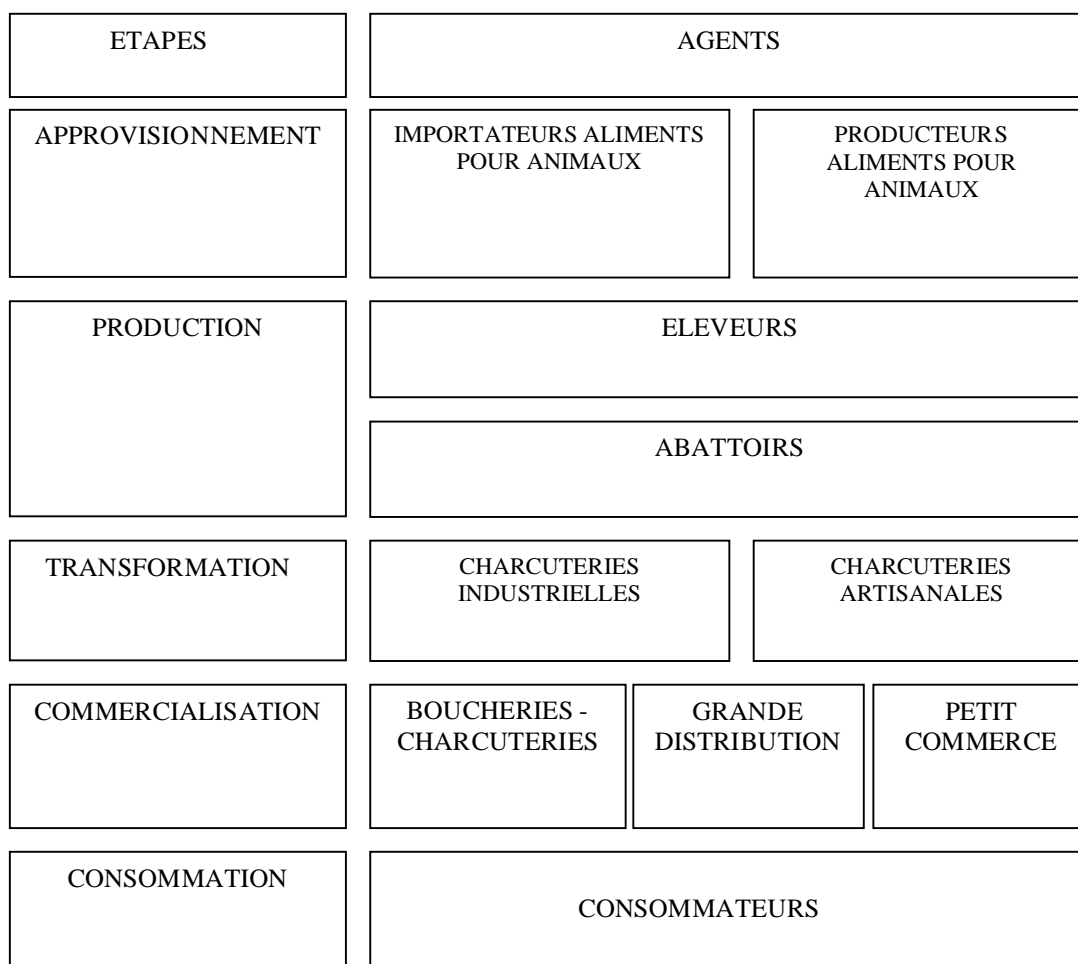 ETAPES
AGENTS
APPROVISIONNEMENT
IMPORTATEURS ALIMENTS
POUR ANIMAUX
PRODUCTEURS
ALIMENTS POUR
ANIMAUX
PRODUCTION
ELEVEURS
ABATTOIRS
TRANSFORMATION
CHARCUTERIES
INDUSTRIELLES
CHARCUTERIES
ARTISANALES
COMMERCIALISATION
BOUCHERIES -
CHARCUTERIES
GRANDE
DISTRIBUTION
PETIT
COMMERCE
CONSOMMATION
CONSOMMATEURS